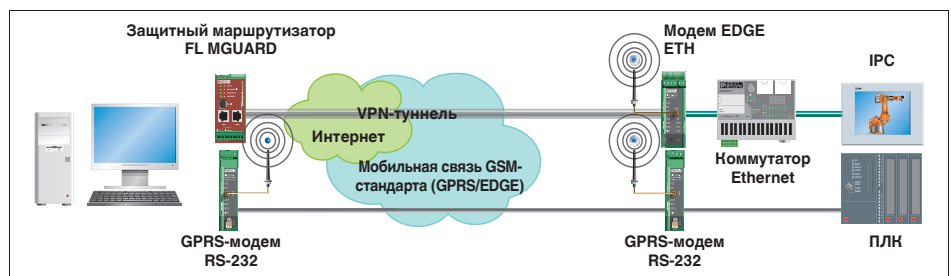 Защитный маршрутизатор
FL MGUARD
Модем EDGE
ETH
IPC
VPN-туннель
Интернет
Мобильная связь GSM-
стандарта (GPRS/EDGE)
Коммутатор
Ethernet
GPRS-модем
RS-232
GPRS-модем
RS-232
ПЛК